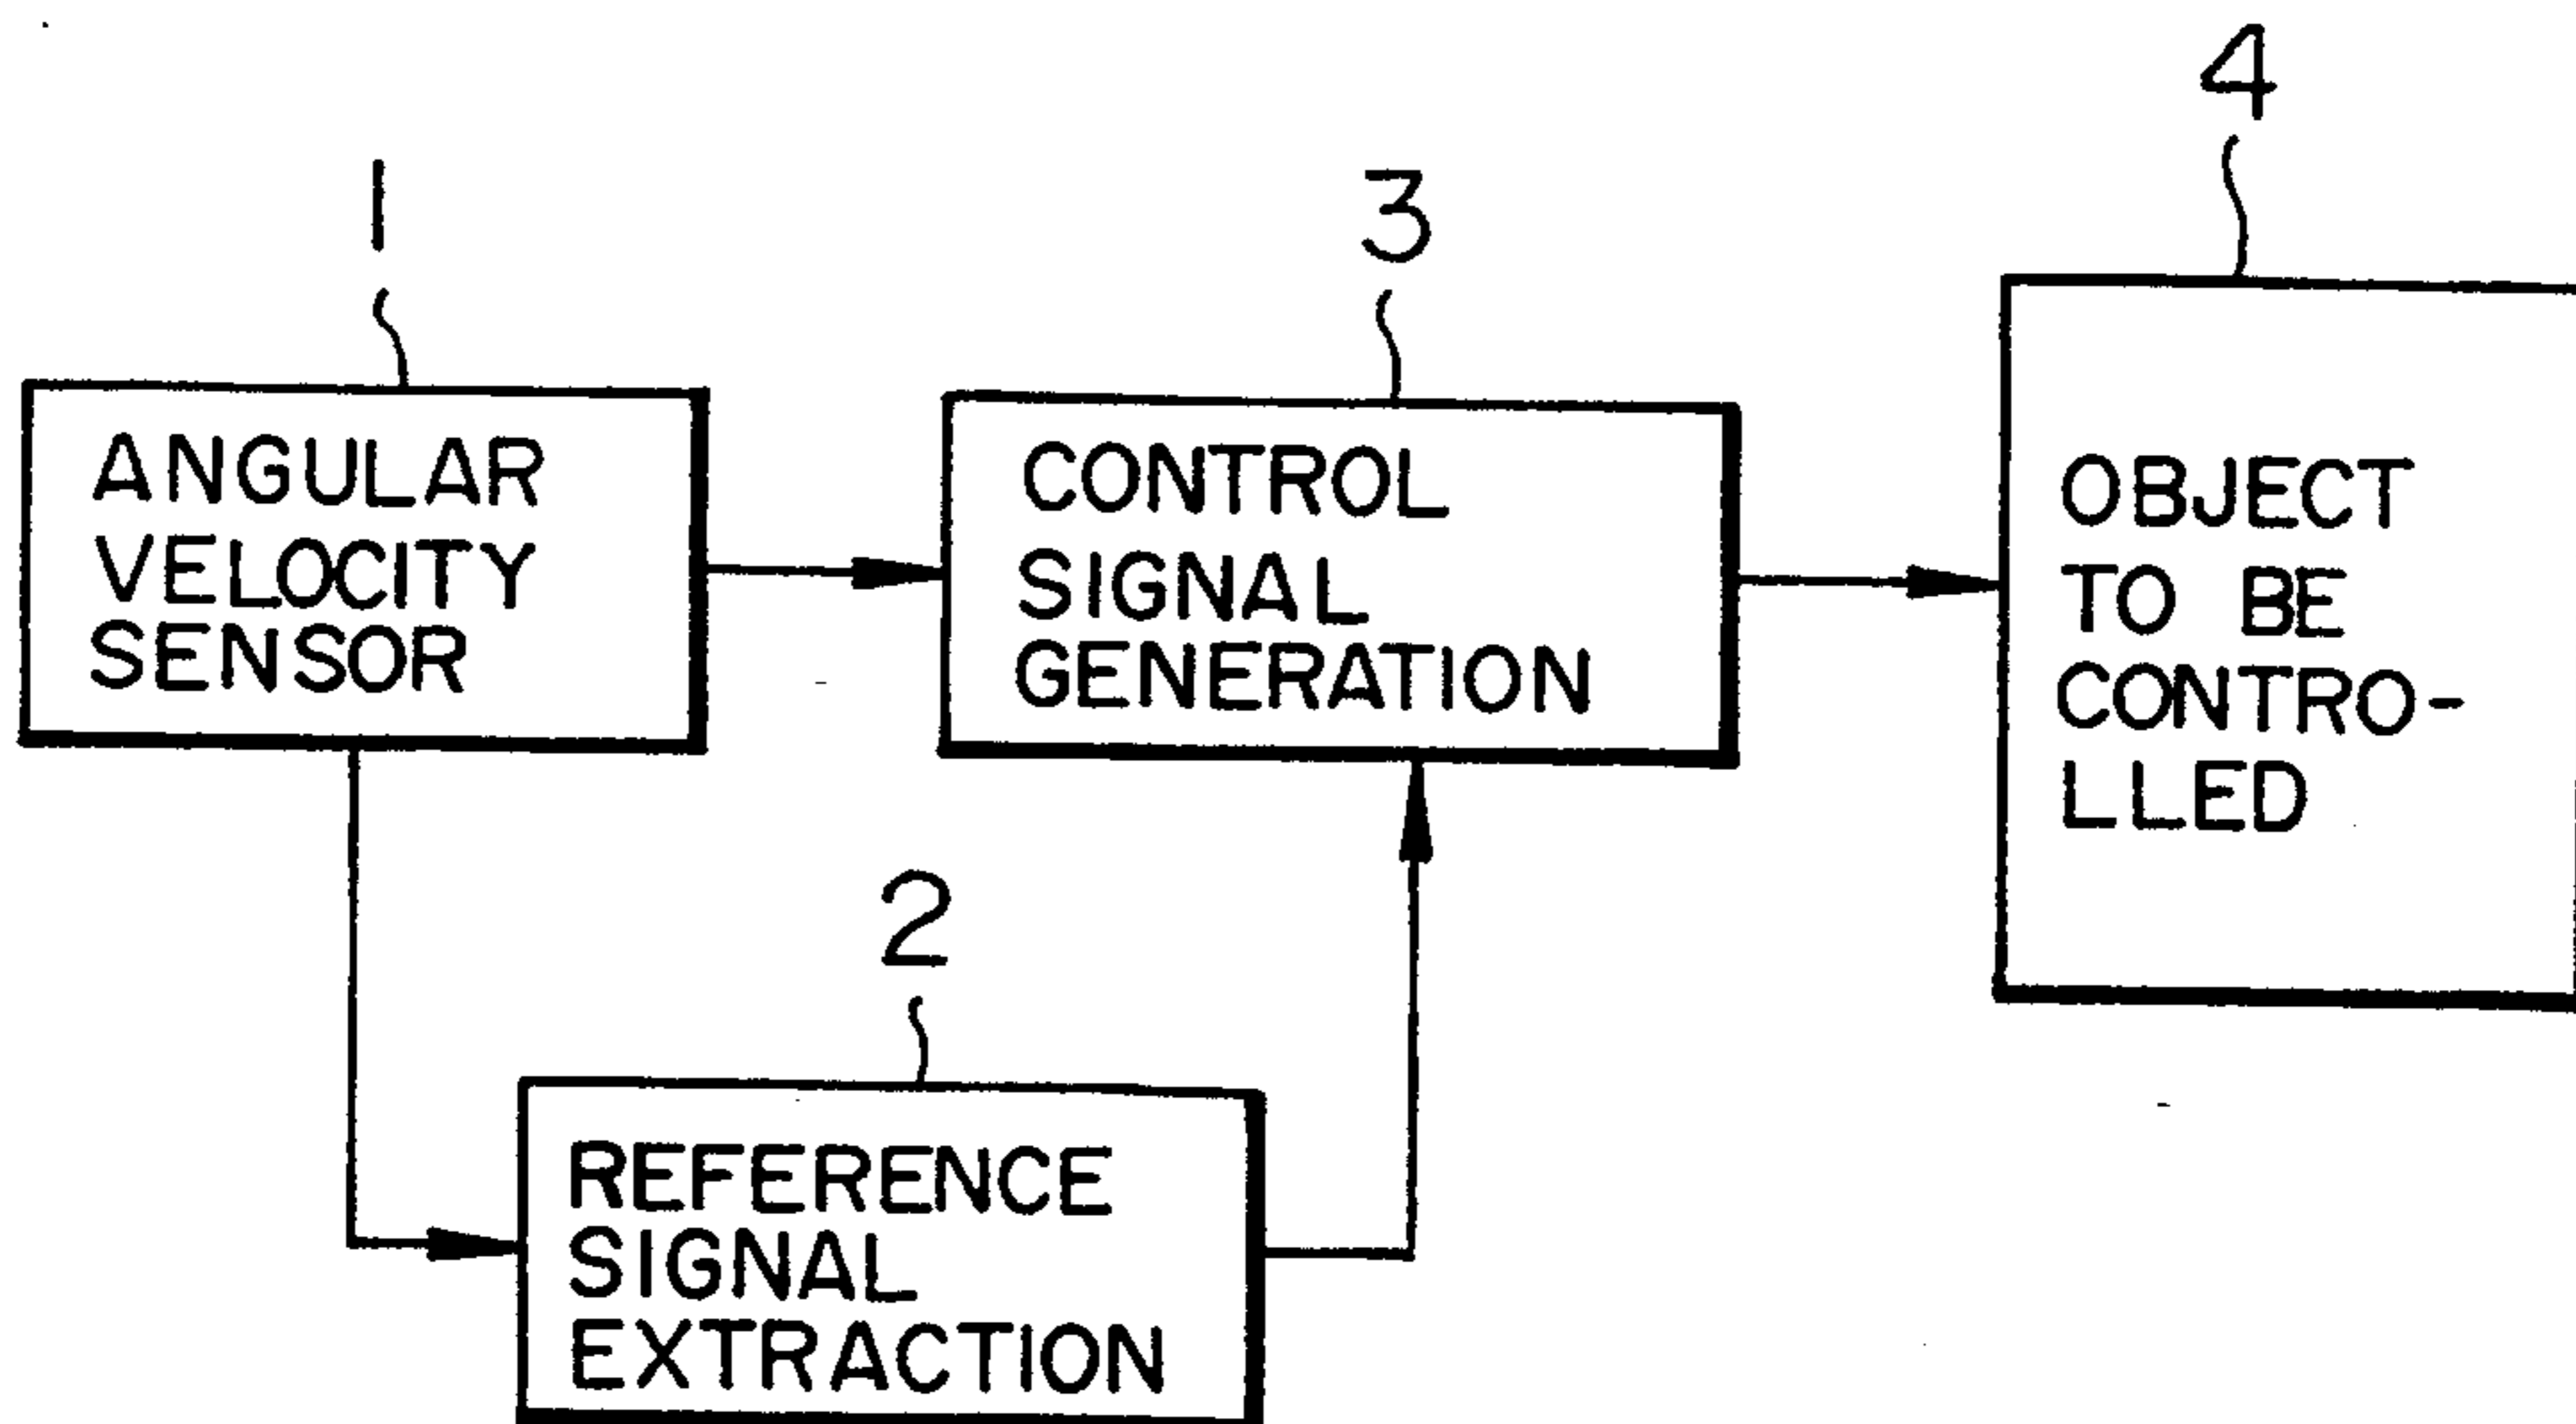 1
ANGULAR
VELOCITY
SENSOR
3
CONTROL
SIGNAL
GENERATION
4
OBJECT
TO BE
CONTRO-
LLED
2
REFERENCE
SIGNAL
EXTRACTION